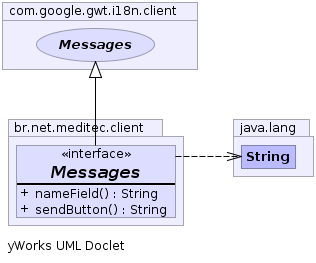 com.google.gwt.i18n.client
Messages
br.net.meditec.client
java.lang
«interface»
Messages
String
+ nameField() : String
+ sendButton() : String
yWorks UML Doclet